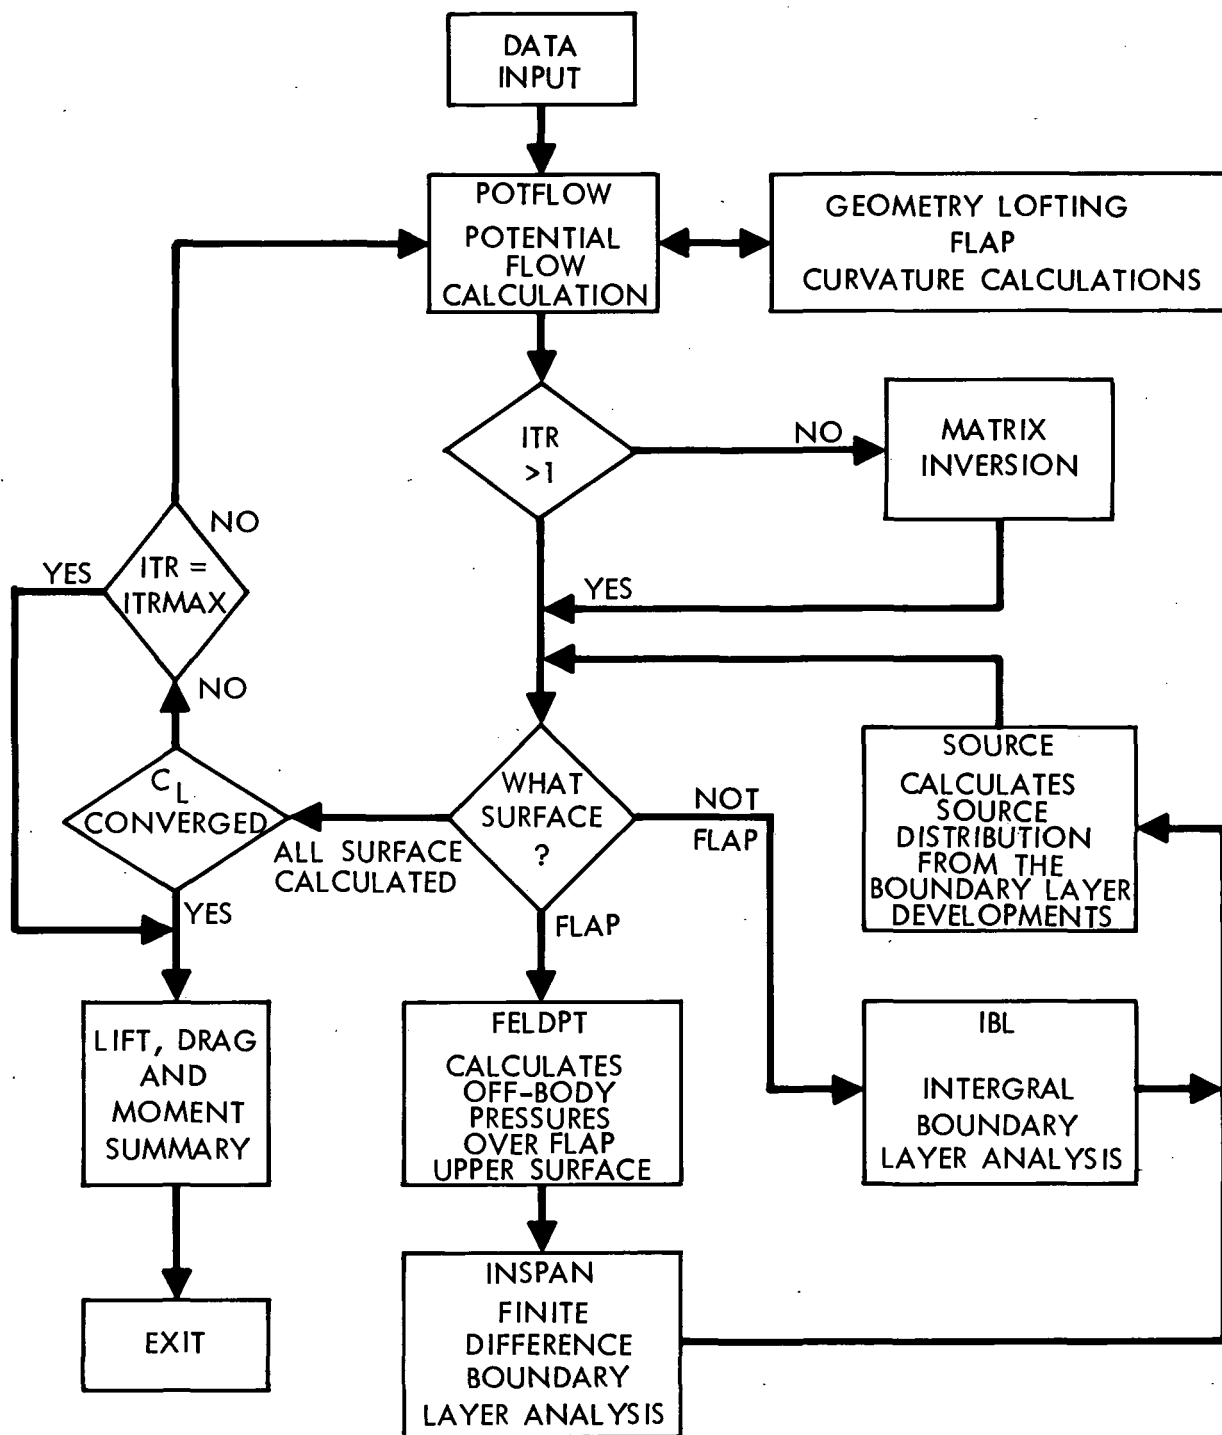 DATA
INPUT
POTFLOW
POTENTIAL
FLOW
CALCULATION
GEOMETRY LOFTING
FLAP
CURVATURE CALCULATIONS
ITR
>1
NO
MATRIX
INVERSION
YES
NO
ITR =
ITRMAX
YES
NO
CL
CONVERGED
YES
WHAT
SURFACE
?
ALL SURFACE
CALCULATED
NOT
FLAP
FLAP
SOURCE
CALCULATES
SOURCE
DISTRIBUTION
FROM THE
BOUNDARY LAYER
DEVELOPMENTS
LIFT, DRAG
AND
MOMENT
SUMMARY
FELDPT
CALCULATES
OFF-BODY
PRESSURES
OVER FLAP
UPPER SURFACE
IBL
INTERGRAL
BOUNDARY
LAYER ANALYSIS
EXIT
INSPAN
FINITE
DIFFERENCE
BOUNDARY
LAYER ANALYSIS